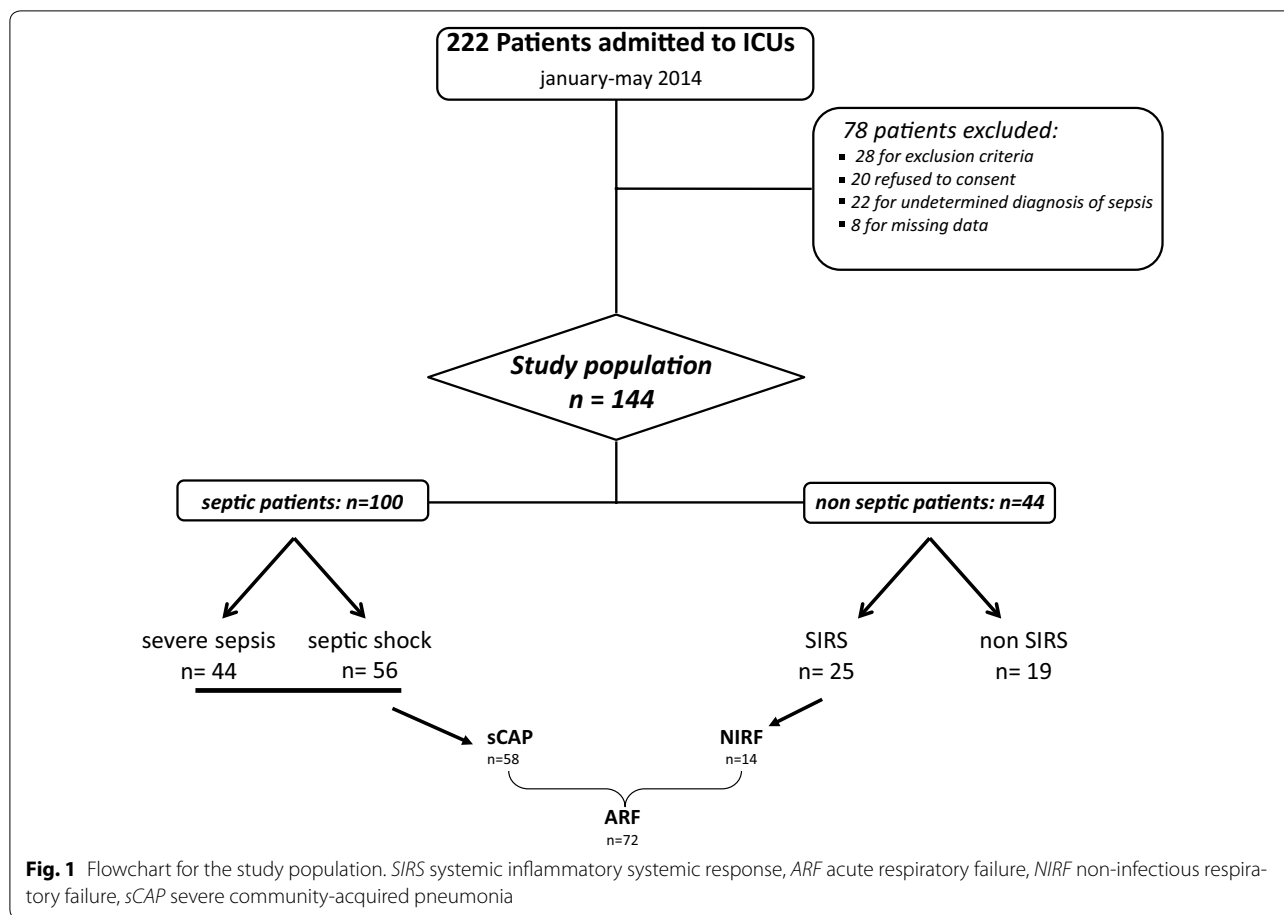 222 Patients admitted to ICUs
january-may 2014
78 patients excluded:
▪ 28 for exclusion criteria
▪ 20 refused to consent
▪ 22 for undetermined diagnosis of sepsis
▪ 8 for missing data
Study population
n = 144
septic patients: n=100
non septic patients: n=44
severe sepsis
n= 44
septic shock
n= 56
SIRS
n= 25
non SIRS
n= 19
sCAP
n=58
NIRF
n=14
ARF
n=72
Fig. 1 Flowchart for the study population. SIRS systemic inflammatory systemic response, ARF acute respiratory failure, NIRF non-infectious respira-
tory failure, sCAP severe community-acquired pneumonia